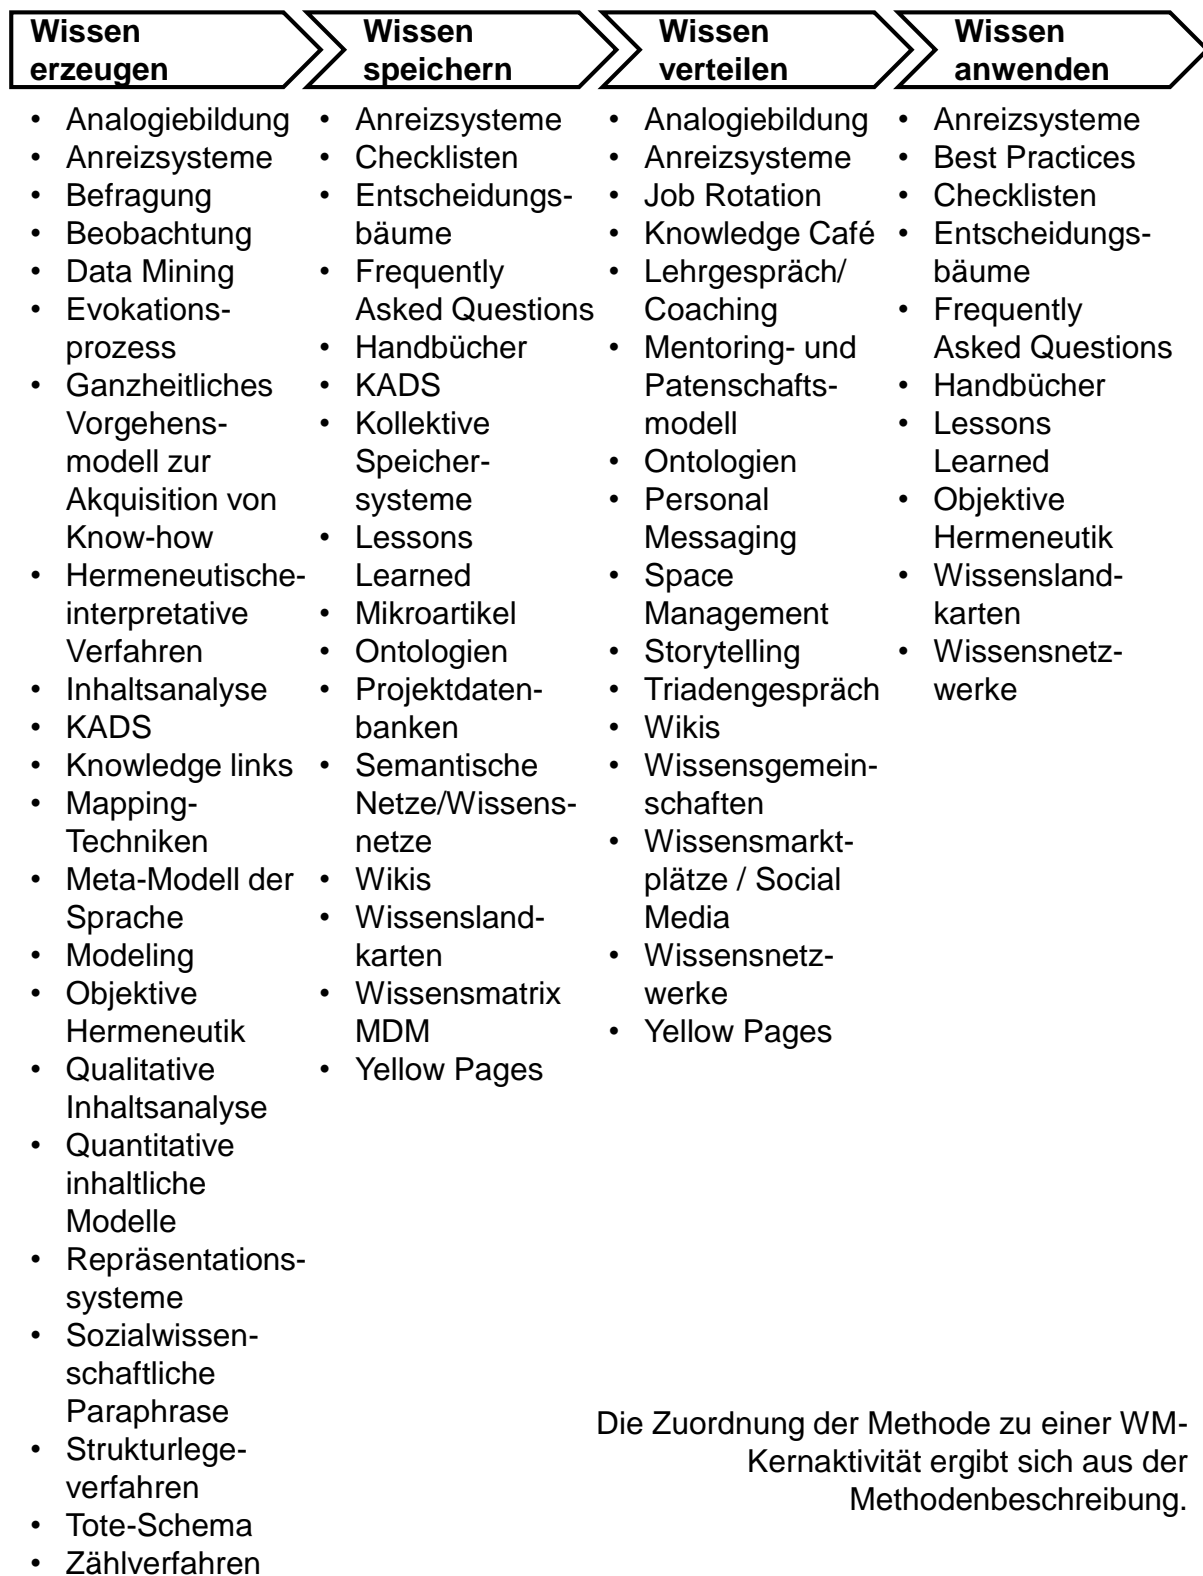 Wissen
erzeugen
Wissen
speichern
Wissen
verteilen
Wissen
anwenden
• Analogiebildung
• Anreizsysteme
• Befragung
• Beobachtung
• Data Mining
• Evokations-
prozess
• Ganzheitliches
Vorgehens-
modell zur
Akquisition von
Know-how
• Hermeneutische-
interpretative
Verfahren
• Inhaltsanalyse
• KADS
• Knowledge links
• Mapping-
Techniken
• Meta-Modell der
Sprache
• Modeling
• Objektive
Hermeneutik
• Qualitative
Inhaltsanalyse
• Quantitative
inhaltliche
Modelle
• Repräsentations-
systeme
• Sozialwissen-
schaftliche
Paraphrase
• Strukturlege-
verfahren
• Tote-Schema
• Zählverfahren
• Anreizsysteme
• Checklisten
• Entscheidungs-
bäume
• Frequently
Asked Questions
• Handbücher
• KADS
• Kollektive
Speicher-
systeme
• Lessons
Learned
• Mikroartikel
• Ontologien
• Projektdaten-
banken
• Semantische
Netze/Wissens-
netze
• Wikis
• Wissensland-
karten
• Wissensmatrix
MDM
• Yellow Pages
• Analogiebildung
• Anreizsysteme
• Job Rotation
• Knowledge Café
• Lehrgespräch/
Coaching
• Mentoring- und
Patenschafts-
modell
• Ontologien
• Personal
Messaging
• Space
Management
• Storytelling
• Triadengespräch
• Wikis
• Wissensgemein-
schaften
• Wissensmarkt-
plätze / Social
Media
• Wissensnetz-
werke
• Yellow Pages
• Anreizsysteme
• Best Practices
• Checklisten
• Entscheidungs-
bäume
• Frequently
Asked Questions
• Handbücher
• Lessons
Learned
• Objektive
Hermeneutik
• Wissensland-
karten
• Wissensnetz-
werke
Die Zuordnung der Methode zu einer WM-
Kernaktivität ergibt sich aus der
Methodenbeschreibung.